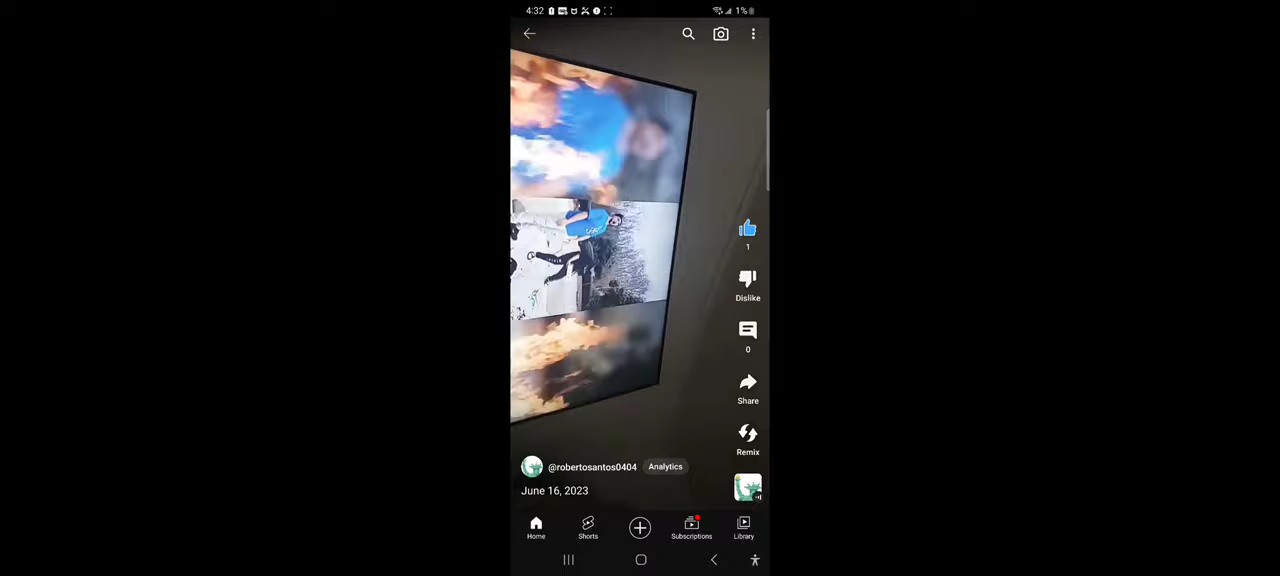 4:32
1%
1
Dislike
0
Share
Remix
@robertosantos0404 Analytics
June 16, 2023
Home Shorts Subscriptions Library